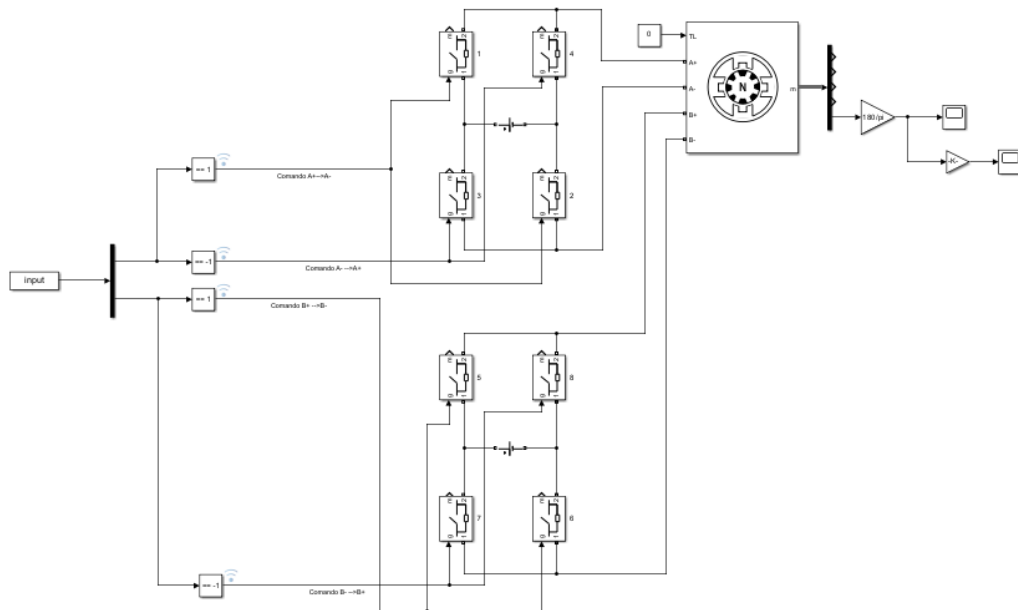 1
4
0
TL
A+
A-
B+
B-
N
m
180/pi
-K-
== 1
Comando A+-->A-
3
2
== -1
Comando A- -->A+
input
== 1
Comando B+ -->B-
5
8
7
6
== -1
Comando B- -->B+